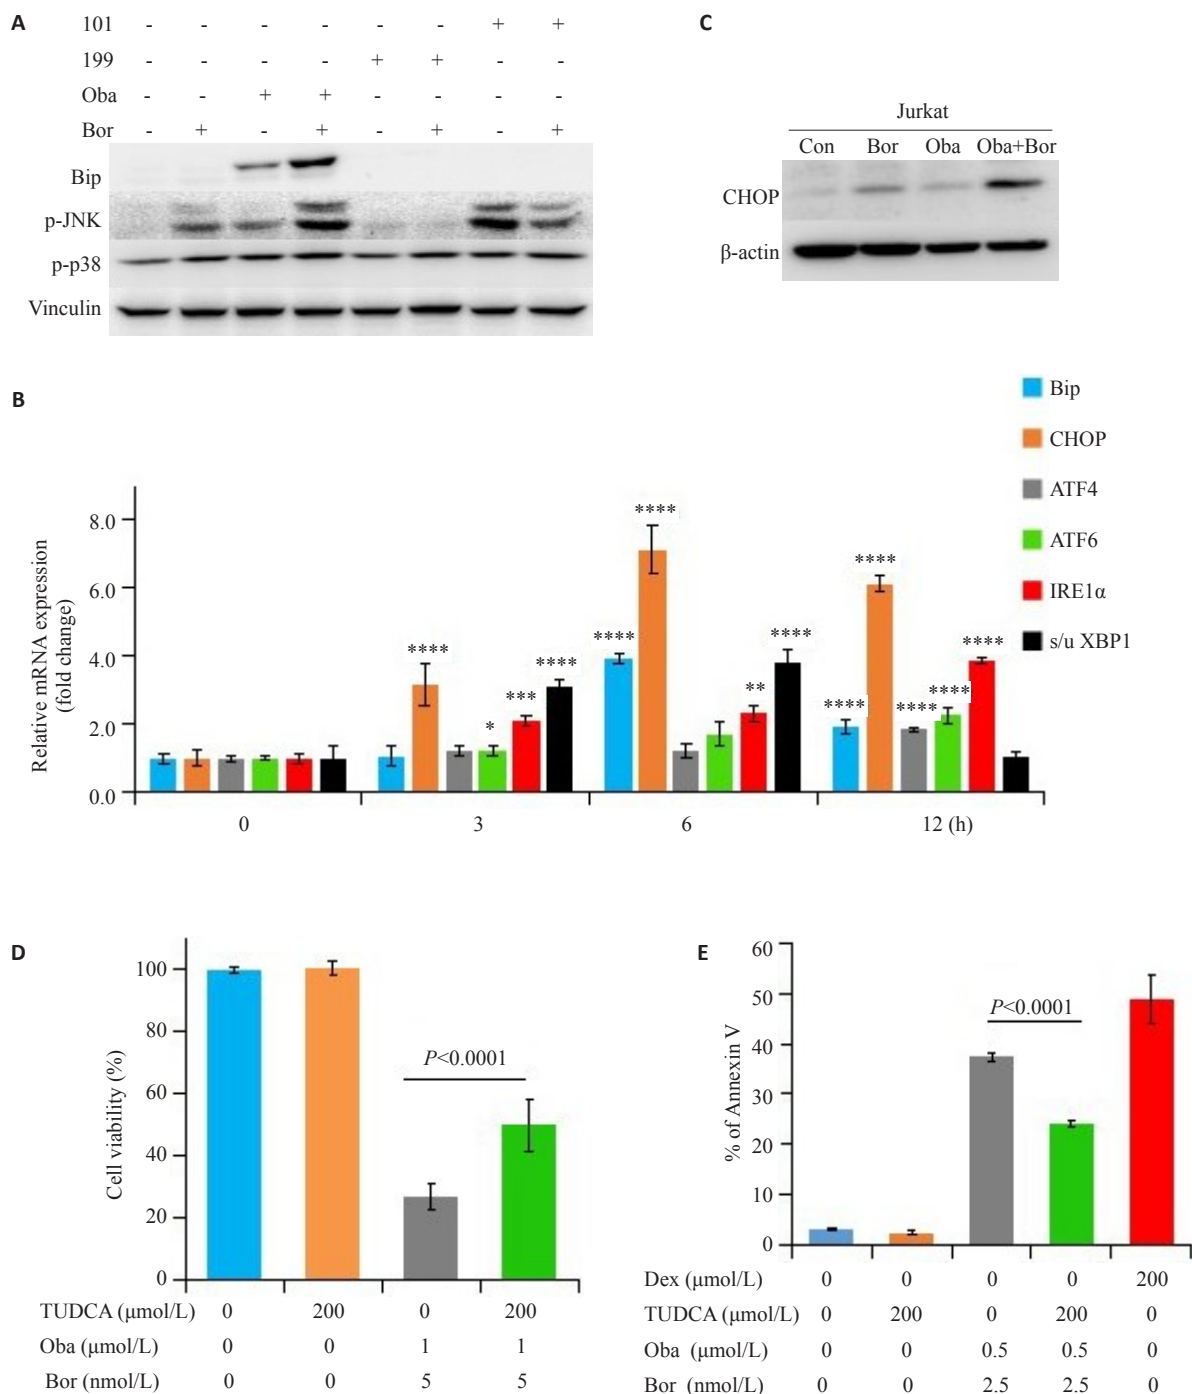 A
101 - - - - - - + +
199 - - - - + + - -
Oba - - + + - - - -
Bor - + - + - + - +
Bip
p-JNK
p-p38
Vinculin
C
Jurkat
Con Bor Oba Oba+Bor
CHOP
β-actin
B
Bip
CHOP
ATF4
ATF6
IRE1α
s/u XBP1
Relative mRNA expression
(fold change)
8.0
6.0
4.0
2.0
0.0
**** * *** ****
**** **** ** ****
**** **** **** **** ****
0 3 6 12 (h)
D
Cell viability (%)
100
80
60
40
20
0
P<0.0001
TUDCA (μmol/L) 0 200 0 200
Oba (μmol/L) 0 0 1 1
Bor (nmol/L) 0 0 5 5
E
% of Annexin V
60
50
40
30
20
10
0
P<0.0001
Dex (μmol/L) 0 0 0 0 200
TUDCA (μmol/L) 0 200 0 200 0
Oba (μmol/L) 0 0 0.5 0.5 0
Bor (nmol/L) 0 0 2.5 2.5 0